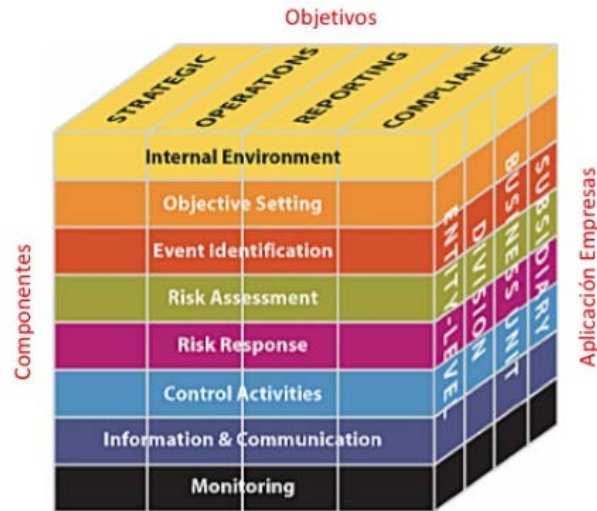 Objetivos
STRATEGIC
OPERATIONS
REPORTING
COMPLIANCE
Internal Environment
Objective Setting
Event Identification
Risk Assessment
Risk Response
Control Activities
Information & Communication
Monitoring
ENTITY-LEVEL
DIVISION
BUSINESS UNIT
SUBSIDIARY
Componentes
Aplicación Empresas